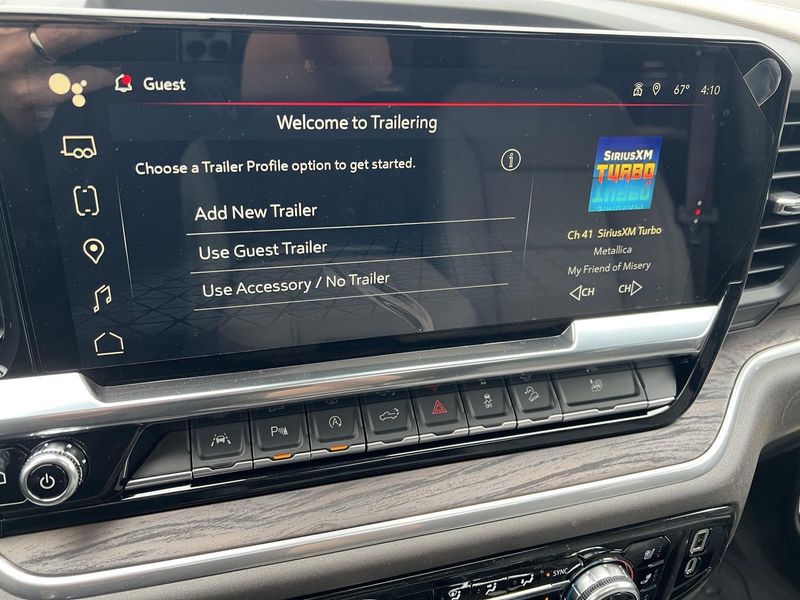 Guest
67° 4:10
Welcome to Trailering
Choose a Trailer Profile option to get started.
i
Add New Trailer
Use Guest Trailer
Use Accessory / No Trailer
SIRIUSXM
TURBO
Ch 41 SiriusXM Turbo
Metallica
My Friend of Misery
CH
CH
P
A
SYNC